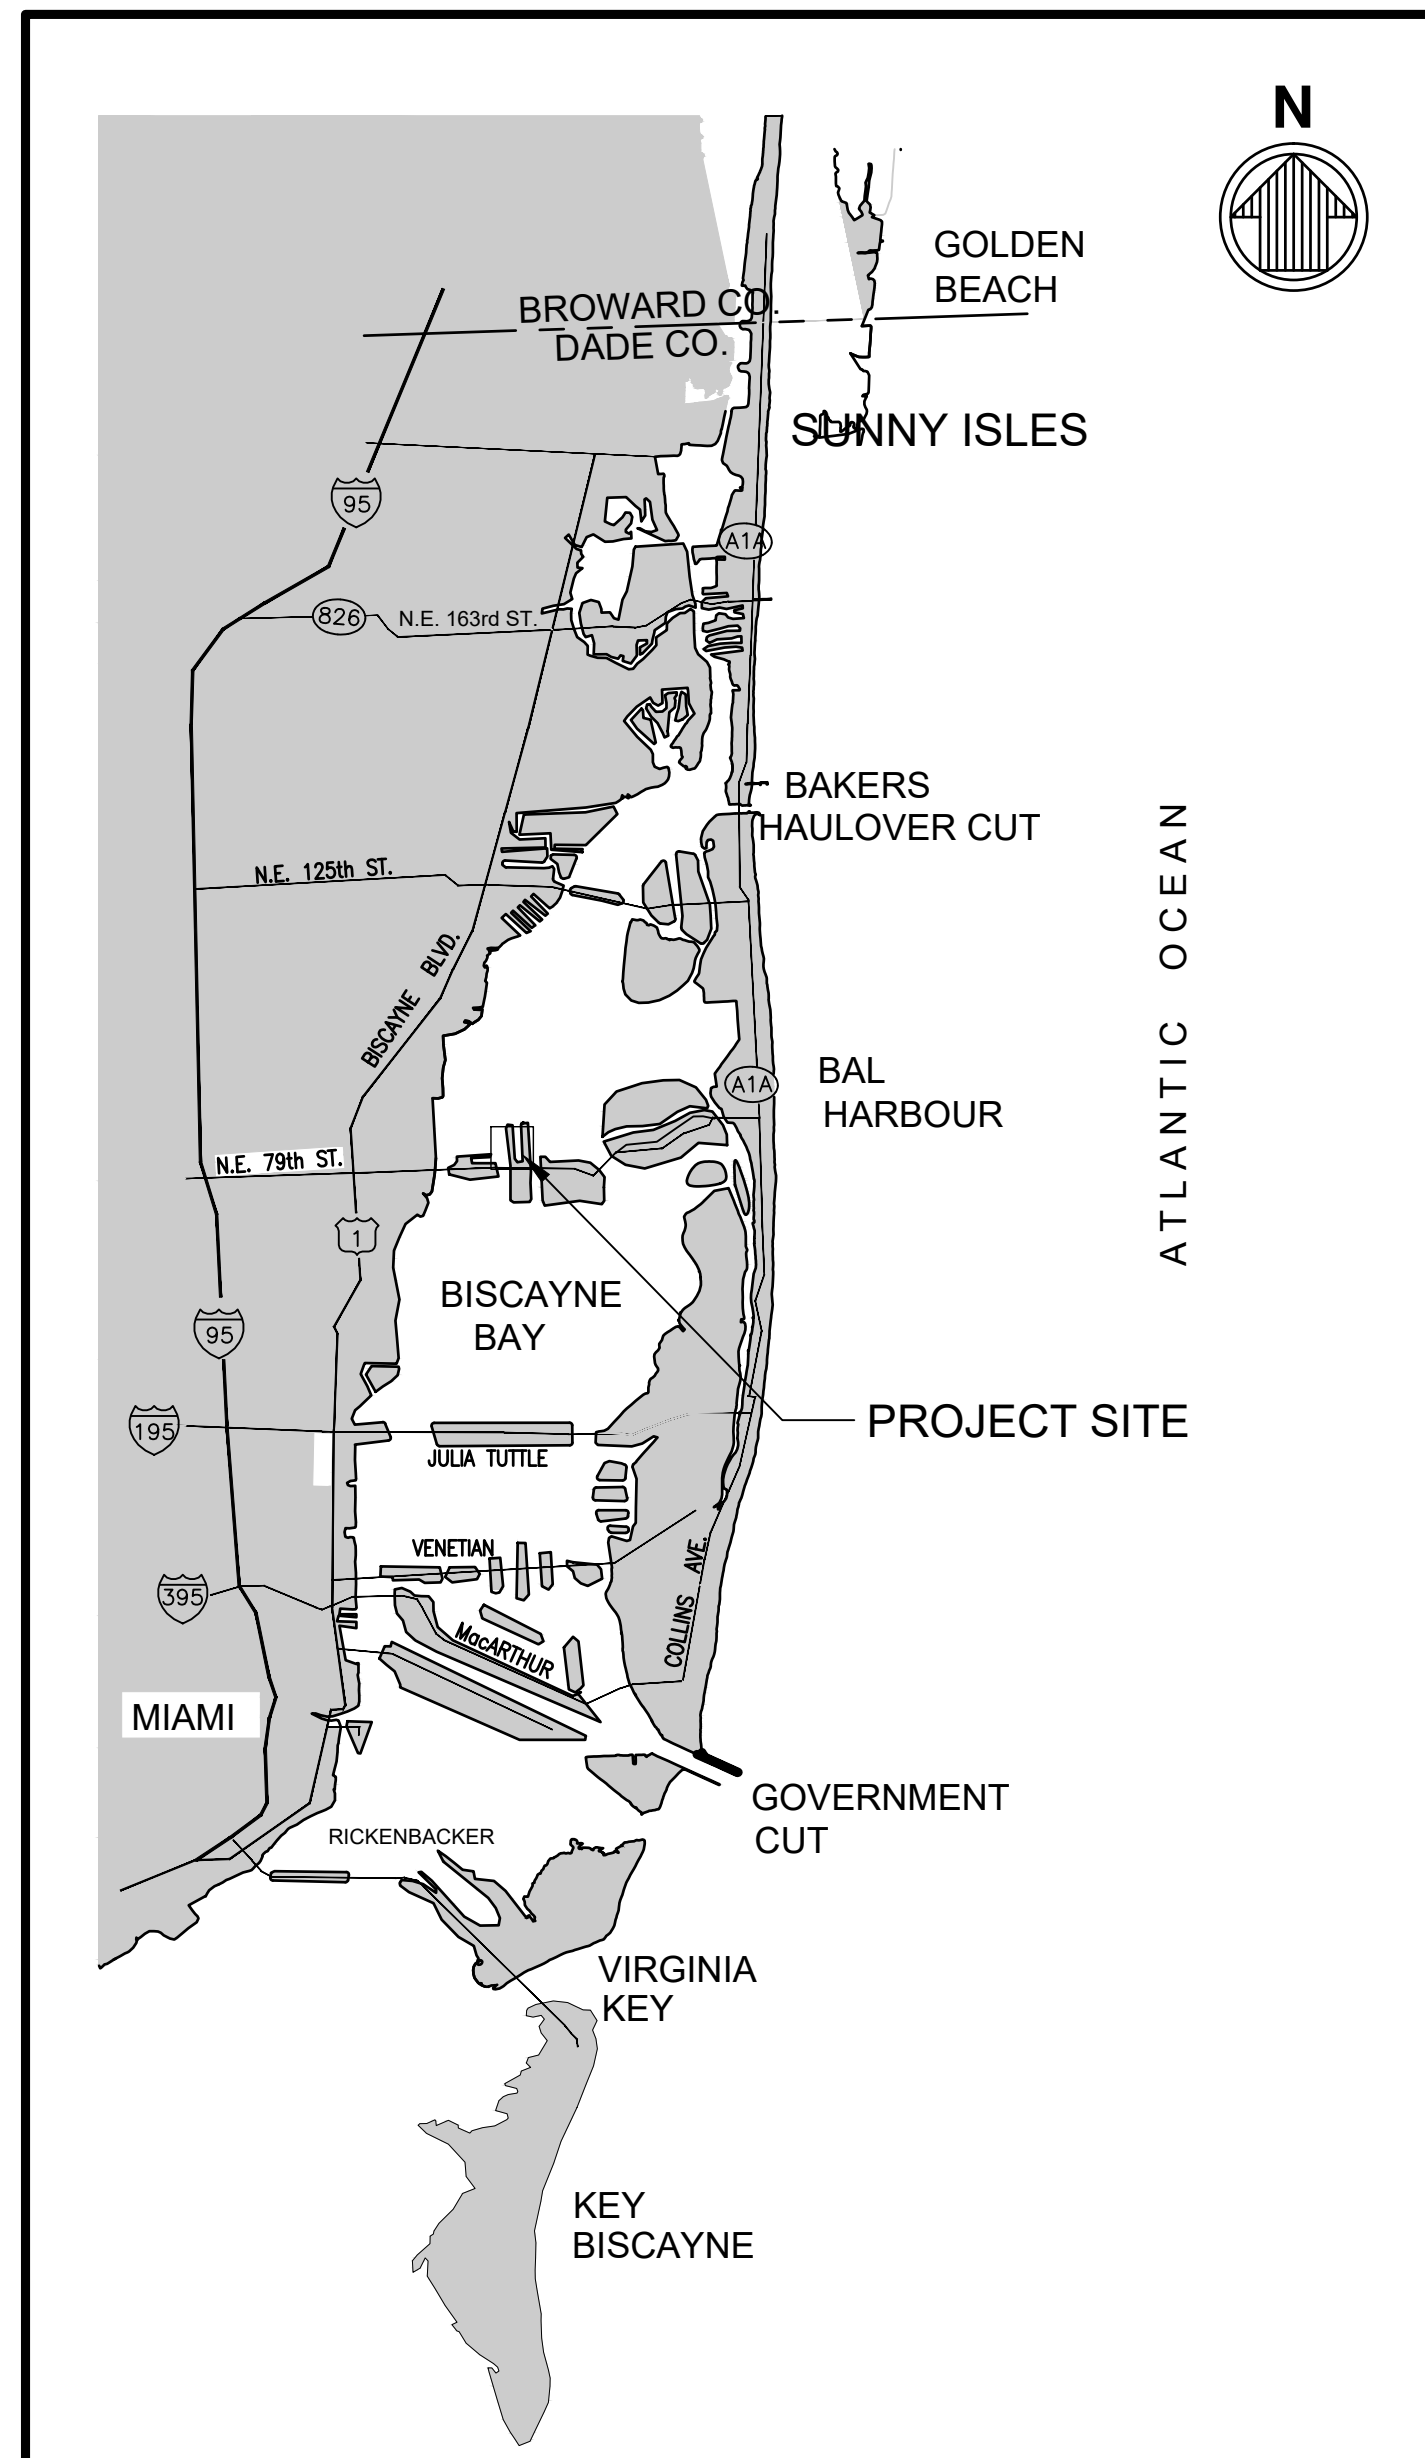 N
GOLDEN
BEACH
BROWARD CO.
DADE CO.
SUNNY ISLES
95
A1A
826
N.E. 163rd ST.
BAKERS
HAULOVER CUT
ATLANTIC OCEAN
N.E. 125th ST.
BISCAYNE BLVD.
BAL
HARBOUR
A1A
N.E. 79th ST.
1
BISCAYNE
BAY
95
PROJECT SITE
195
JULIA TUTTLE
VENETIAN
COLLINS AVE.
395
MacARTHUR
MIAMI
GOVERNMENT
CUT
RICKENBACKER
VIRGINIA
KEY
KEY
BISCAYNE